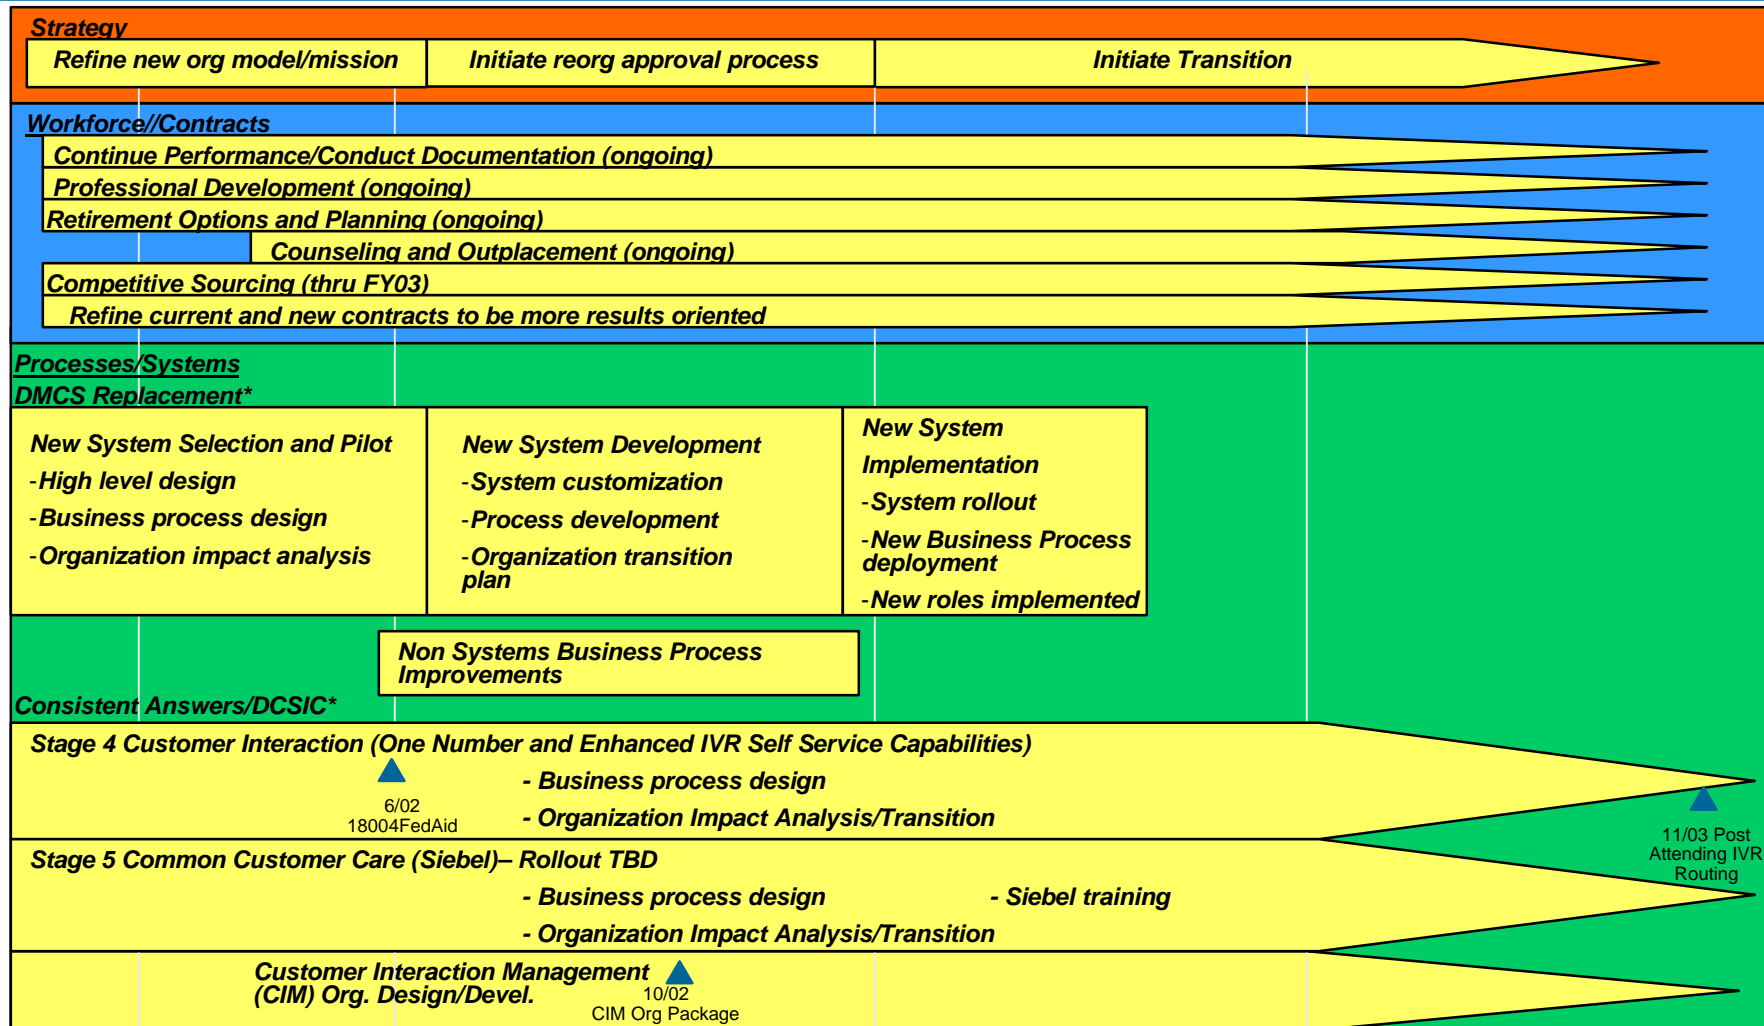 Strategy
Refine new org model/mission
Initiate reorg approval process
Initiate Transition
Workforce//Contracts
Continue Performance/Conduct Documentation (ongoing)
Professional Development (ongoing)
Retirement Options and Planning (ongoing)
Counseling and Outplacement (ongoing)
Competitive Sourcing (thru FY03)
Refine current and new contracts to be more results oriented
Processes/Systems
DMCS Replacement*
New System Selection and Pilot
-High level design
-Business process design
-Organization impact analysis
New System Development
-System customization
-Process development
-Organization transition
plan
New System
Implementation
-System rollout
-New Business Process
deployment
-New roles implemented
Non Systems Business Process
Improvements
Consistent Answers/DCSIC*
Stage 4 Customer Interaction (One Number and Enhanced IVR Self Service Capabilities)
- Business process design
- Organization Impact Analysis/Transition
6/02
18004FedAid
11/03 Post
Attending IVR
Routing
Stage 5 Common Customer Care (Siebel)– Rollout TBD
- Business process design
- Siebel training
- Organization Impact Analysis/Transition
Customer Interaction Management
(CIM) Org. Design/Devel.
10/02
CIM Org Package